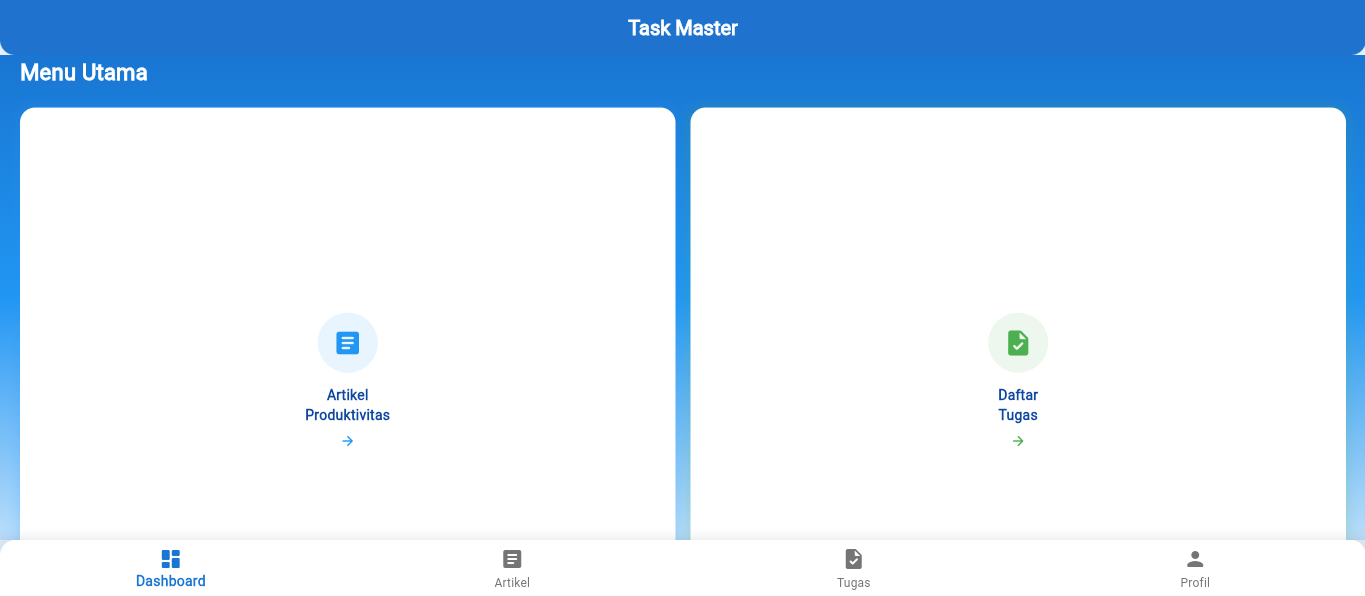 Task Master
Menu Utama
Artikel
Produktivitas
Daftar
Tugas
Dashboard
Artikel
Tugas
Profil